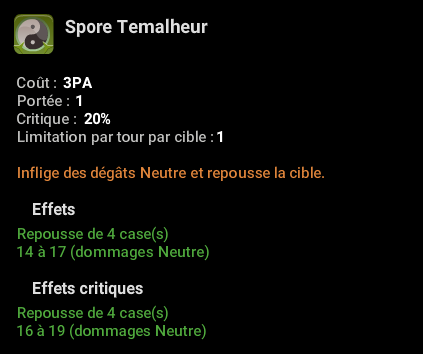 Spore Temalheur
Coût : 3PA
Portée : 1
Critique : 20%
Limitation par tour par cible : 1
Inflige des dégâts Neutre et repousse la cible.
Effets
Repousse de 4 case(s)
14 à 17 (dommages Neutre)
Effets critiques
Repousse de 4 case(s)
16 à 19 (dommages Neutre)